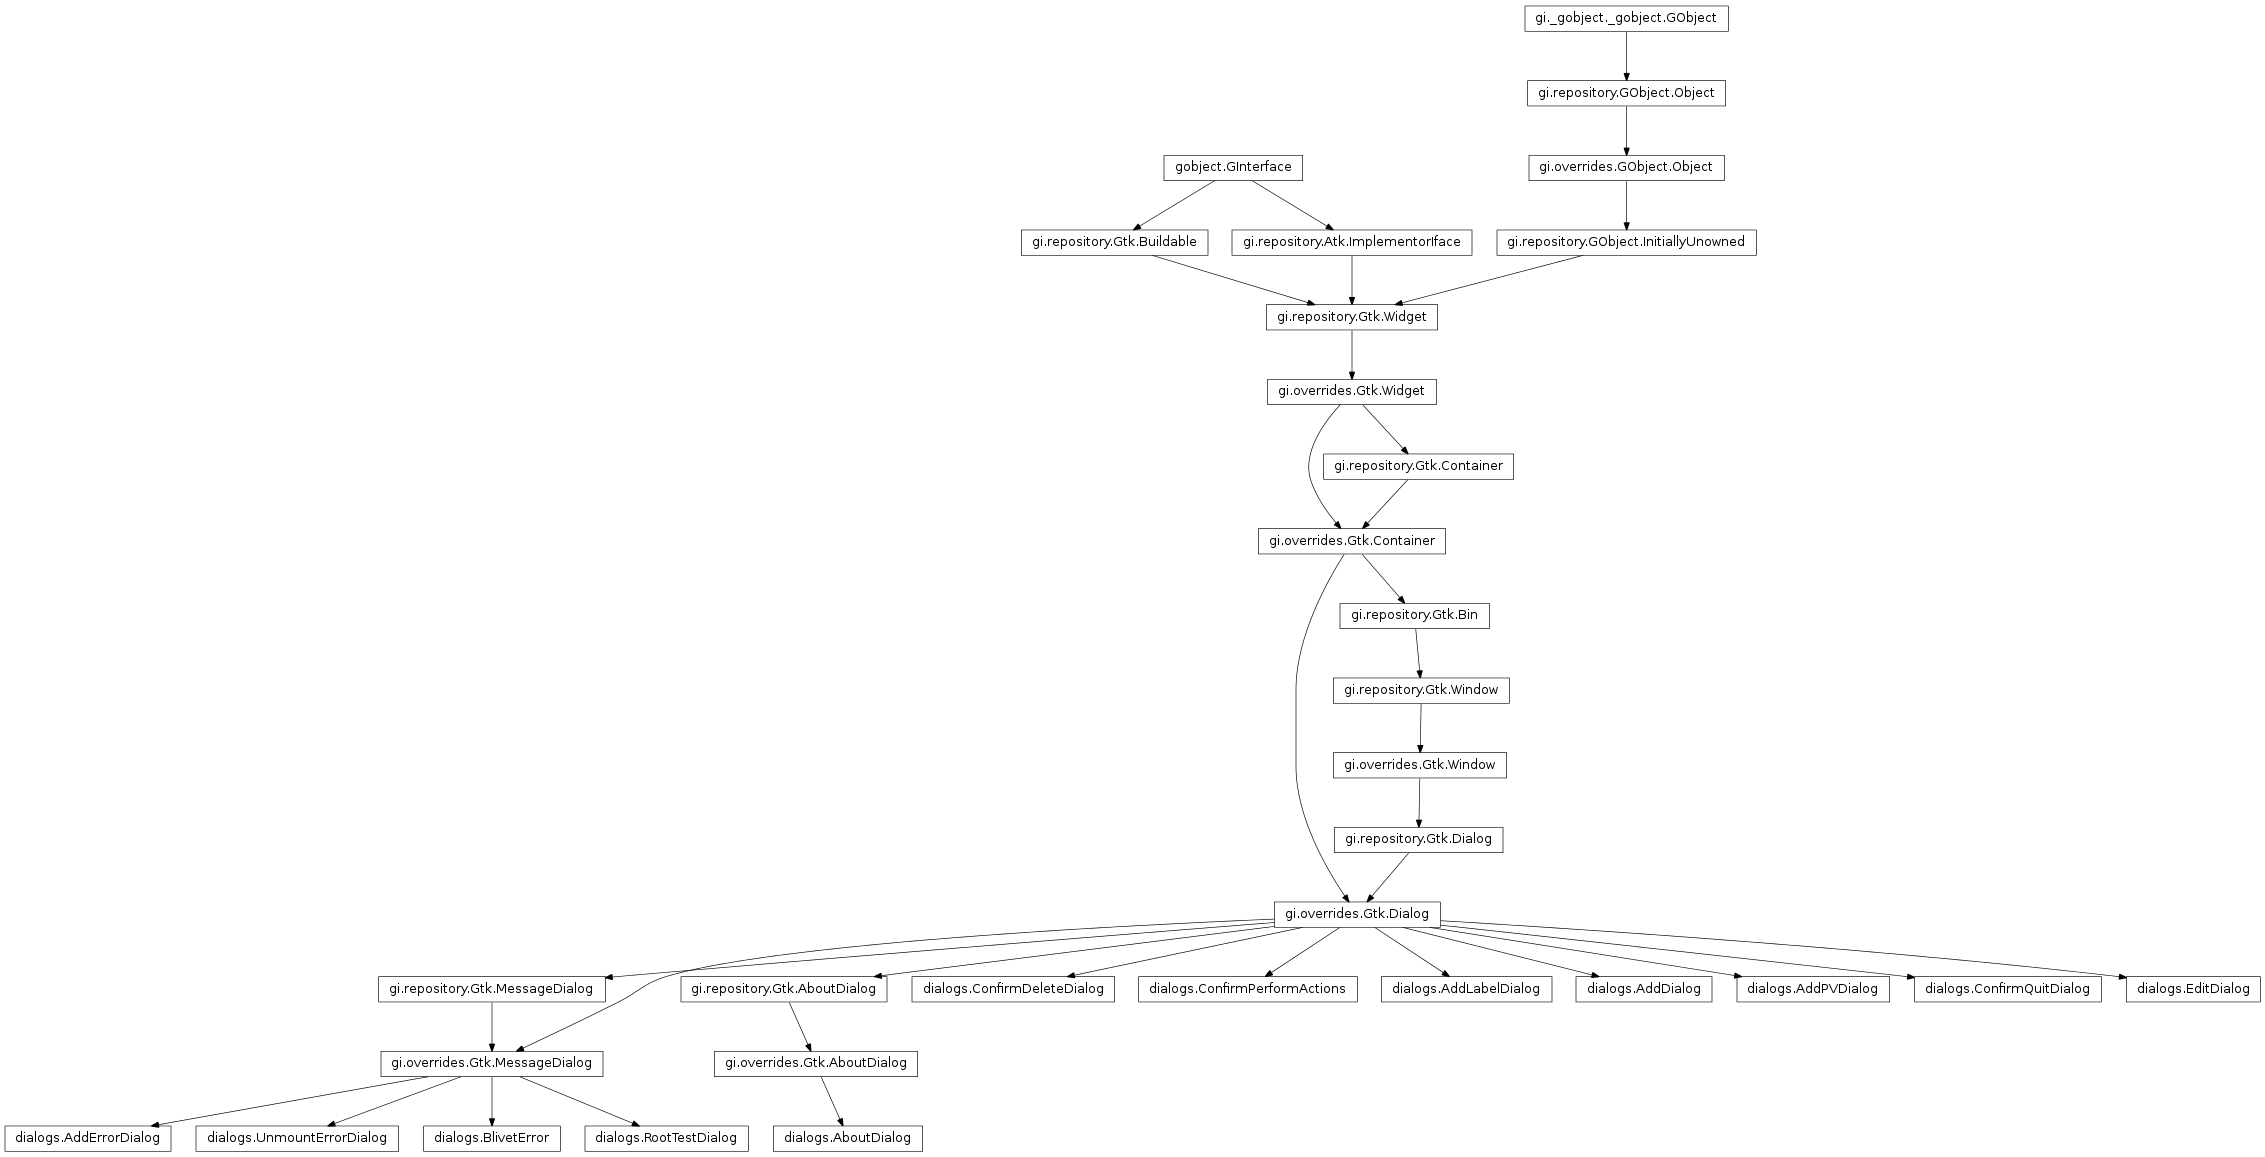 gi._gobject._gobject.GObject
gi.repository.GObject.Object
gobject.GInterface
gi.overrides.GObject.Object
gi.repository.Gtk.Buildable
gi.repository.Atk.ImplementorIface
gi.repository.GObject.InitiallyUnowned
gi.repository.Gtk.Widget
gi.overrides.Gtk.Widget
gi.repository.Gtk.Container
gi.overrides.Gtk.Container
gi.repository.Gtk.Bin
gi.repository.Gtk.Window
gi.overrides.Gtk.Window
gi.repository.Gtk.Dialog
gi.overrides.Gtk.Dialog
gi.repository.Gtk.MessageDialog
gi.repository.Gtk.AboutDialog
dialogs.ConfirmDeleteDialog
dialogs.ConfirmPerformActions
dialogs.AddLabelDialog
dialogs.AddDialog
dialogs.AddPVDialog
dialogs.ConfirmQuitDialog
dialogs.EditDialog
gi.overrides.Gtk.MessageDialog
gi.overrides.Gtk.AboutDialog
dialogs.AddErrorDialog
dialogs.UnmountErrorDialog
dialogs.BlivetError
dialogs.RootTestDialog
dialogs.AboutDialog